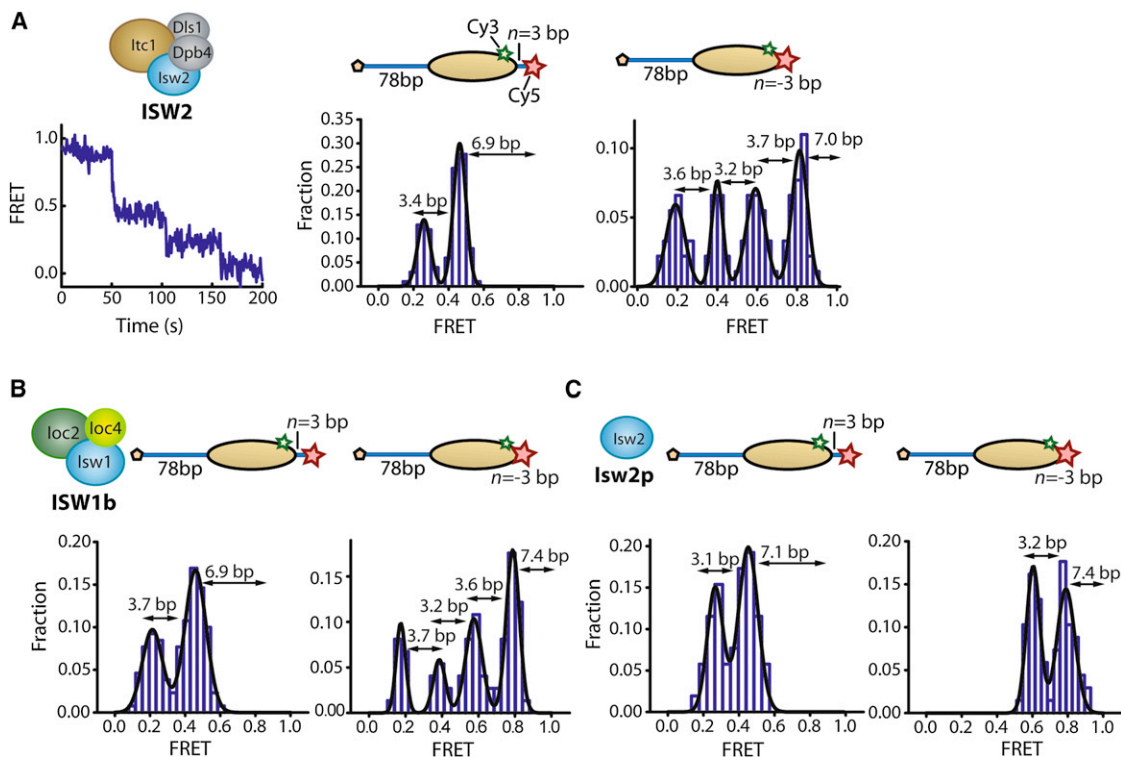 A
Itc1
Dls1
Dpb4
Isw2
ISW2
1.0
0.5
0.0
FRET
0 50 100 150 200
Time (s)
Cy3
n=3 bp
78bp
Cy5
0.35
0.30
0.25
0.20
0.15
0.10
0.05
0.00
Fraction
6.9 bp
3.4 bp
0.0 0.2 0.4 0.6 0.8 1.0
FRET
78bp
n=-3 bp
0.10
0.05
0.00
3.6 bp
3.2 bp
3.7 bp
7.0 bp
0.0 0.2 0.4 0.6 0.8 1.0
FRET
B
Ioc2
Ioc4
Isw1
ISW1b
n=3 bp
78bp
0.20
0.15
0.10
0.05
0.00
Fraction
3.7 bp
6.9 bp
0.0 0.2 0.4 0.6 0.8 1.0
FRET
78bp
n=-3 bp
0.20
0.15
0.10
0.05
0.00
3.7 bp
3.2 bp
3.6 bp
7.4 bp
0.0 0.2 0.4 0.6 0.8 1.0
FRET
C
Isw2
Isw2p
n=3 bp
78bp
0.20
0.15
0.10
0.05
0.00
Fraction
3.1 bp
7.1 bp
0.0 0.2 0.4 0.6 0.8 1.0
FRET
78bp
n=-3 bp
0.20
0.15
0.10
0.05
0.00
3.2 bp
7.4 bp
0.0 0.2 0.4 0.6 0.8 1.0
FRET